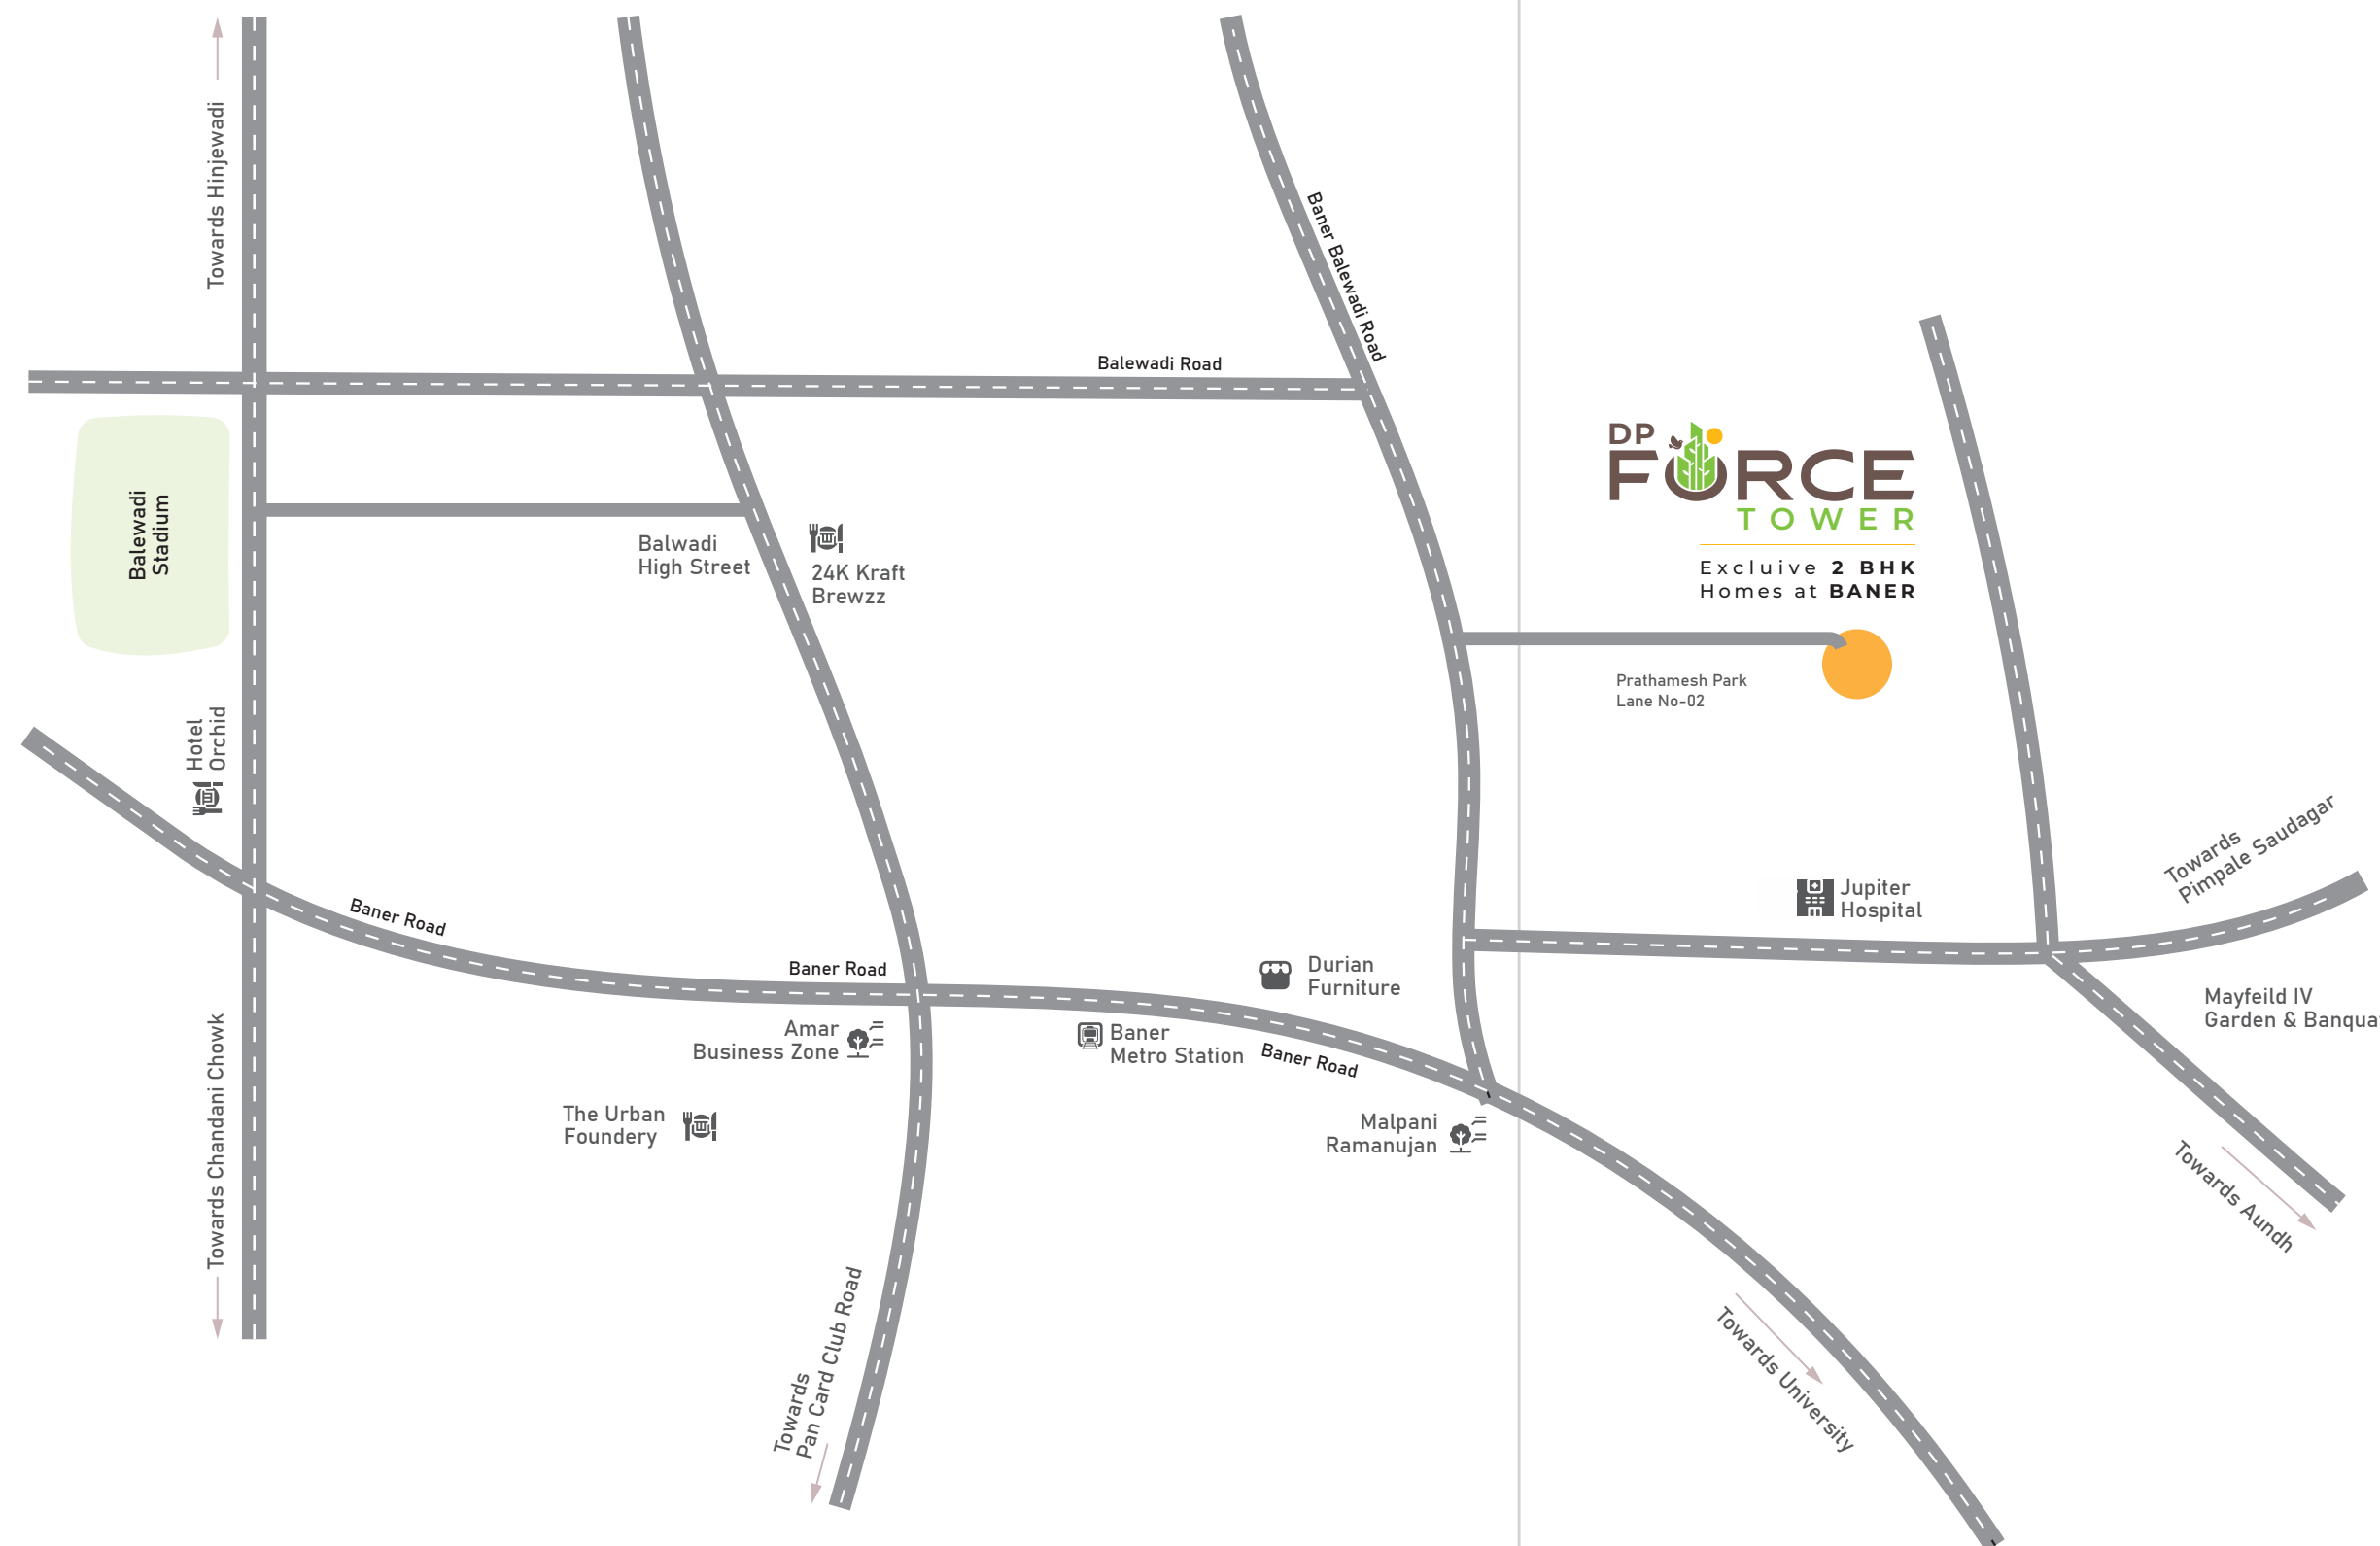 Towards Hinjewadi
Baner Balewadi Road
Balewadi Road
DP
FORCE
TOWER
Excluive 2 BHK
Homes at BANER
Balewadi
Stadium
Balwadi
High Street
24K Kraft
Brewzz
Prathamesh Park
Lane No-02
Hotel
Orchid
Towards
Pimpale Saudagar
Jupiter
Hospital
Baner Road
Baner Road
Durian
Furniture
Mayfeild IV
Garden & Banqua
Amar
Business Zone
Baner
Metro Station
Baner Road
The Urban
Foundery
Malpani
Ramanujan
Towards Chandani Chowk
Towards Aundh
Towards
Pan Card Club Road
Towards University